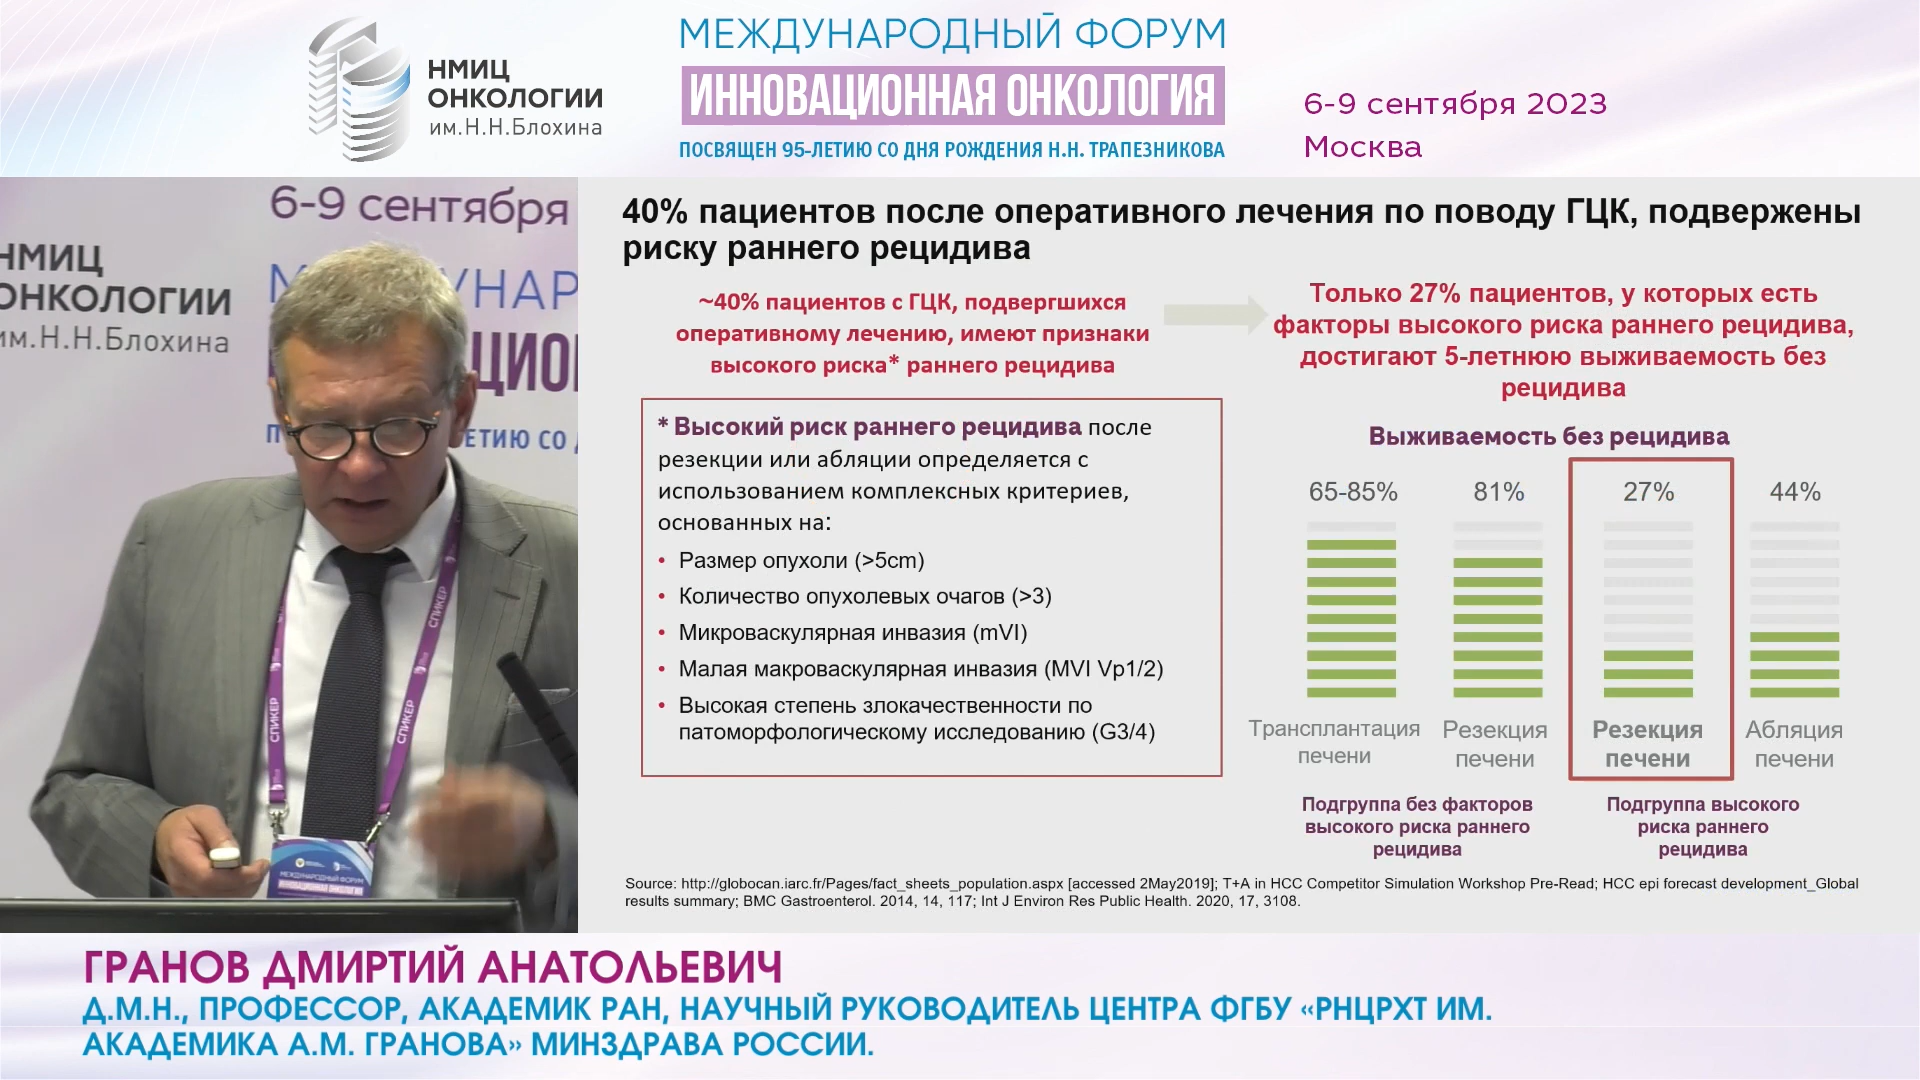 НМИЦ
ОНКОЛОГИИ
им.Н.Н.Блохина
МЕЖДУНАРОДНЫЙ ФОРУМ
ИННОВАЦИОННАЯ ОНКОЛОГИЯ
ПОСВЯЩЕН 95-ЛЕТИЮ СО ДНЯ РОЖДЕНИЯ Н.Н. ТРАПЕЗНИКОВА
6-9 сентября 2023
Москва
6-9 сентября
НМИЦ
ОНКОЛОГИИ
им.Н.Н.Блохина
ЕТИЮ СО
СПИКЕР
СПИКЕР
МЕЖДУНАРОДНЫЙ ФОРУМ
ИННОВАЦИОННАЯ ОНКОЛОГИЯ
40% пациентов после оперативного лечения по поводу ГЦК, подвержены
риску раннего рецидива
~40% пациентов с ГЦК, подвергшихся
оперативному лечению, имеют признаки
высокого риска* раннего рецидива
Только 27% пациентов, у которых есть
факторы высокого риска раннего рецидива,
достигают 5-летнюю выживаемость без
рецидива
* Высокий риск раннего рецидива после
резекции или абляции определяется с
использованием комплексных критериев,
основанных на:
• Размер опухоли (>5cm)
• Количество опухолевых очагов (>3)
• Микроваскулярная инвазия (mVI)
• Малая макроваскулярная инвазия (MVI Vp1/2)
• Высокая степень злокачественности по
патоморфологическому исследованию (G3/4)
Выживаемость без рецидива
65-85% 81% 27% 44%
Трансплантация
печени
Резекция
печени
Резекция
печени
Абляция
печени
Подгруппа без факторов
высокого риска раннего
рецидива
Подгруппа высокого
риска раннего
рецидива
Source: http://globocan.iarc.fr/Pages/fact_sheets_population.aspx [accessed 2May2019]; T+A in HCC Competitor Simulation Workshop Pre-Read; HCC epi forecast development_Global
results summary; BMC Gastroenterol. 2014, 14, 117; Int J Environ Res Public Health. 2020, 17, 3108.
ГРАНОВ ДМИРТИЙ АНАТОЛЬЕВИЧ
Д.М.Н., ПРОФЕССОР, АКАДЕМИК РАН, НАУЧНЫЙ РУКОВОДИТЕЛЬ ЦЕНТРА ФГБУ «РНЦРХТ ИМ.
АКАДЕМИКА А.М. ГРАНОВА» МИНЗДРАВА РОССИИ.